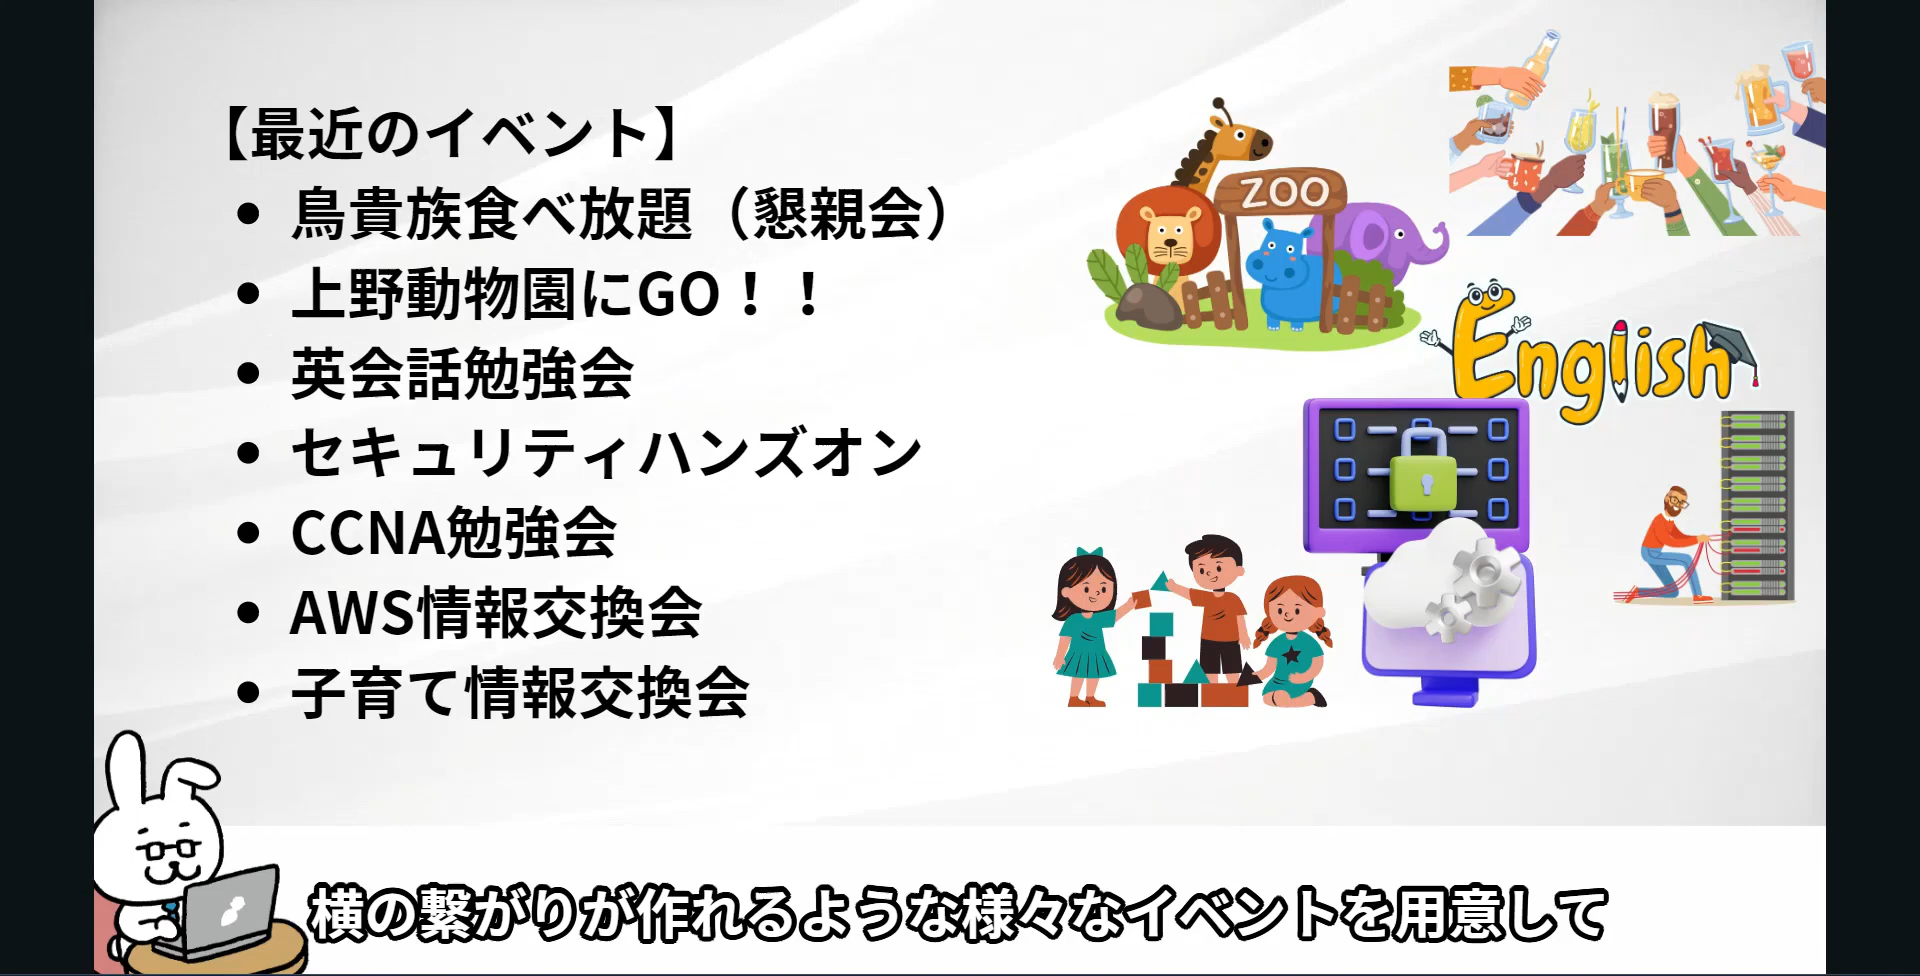 【最近のイベント】
• 鳥貴族食べ放題（懇親会）
• 上野動物園にGO！！
• 英会話勉強会
• セキュリティハンズオン
• CCNA勉強会
• AWS情報交換会
• 子育て情報交換会
ZOO
English
横の繋がりが作れるような様々なイベントを用意して